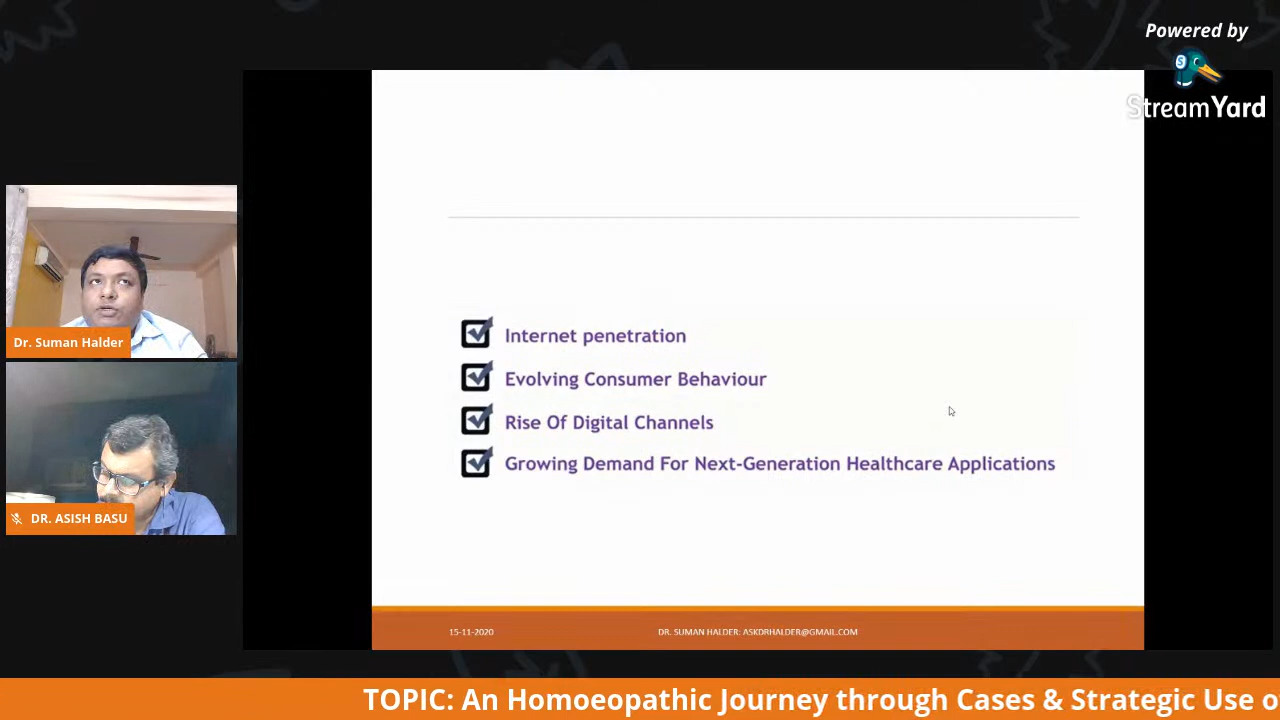 Powered by
StreamYard
Internet penetration
Evolving Consumer Behaviour
Rise Of Digital Channels
Growing Demand For Next-Generation Healthcare Applications
Dr. Suman Halder
DR. ASISH BASU
15-11-2020
DR. SUMAN HALDER: ASKDRHALDER@GMAIL.COM
TOPIC: An Homoeopathic Journey through Cases & Strategic Use o